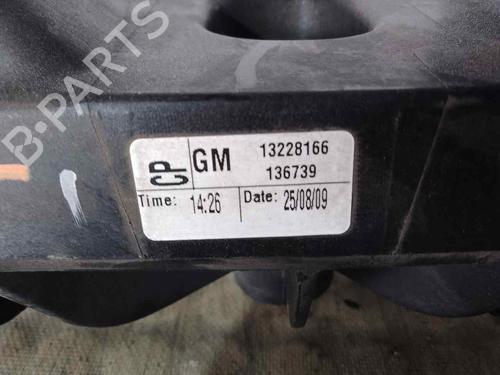 B-PARTS
CP GM 13228166
136739
Time: 14:26 Date: 25/08/09